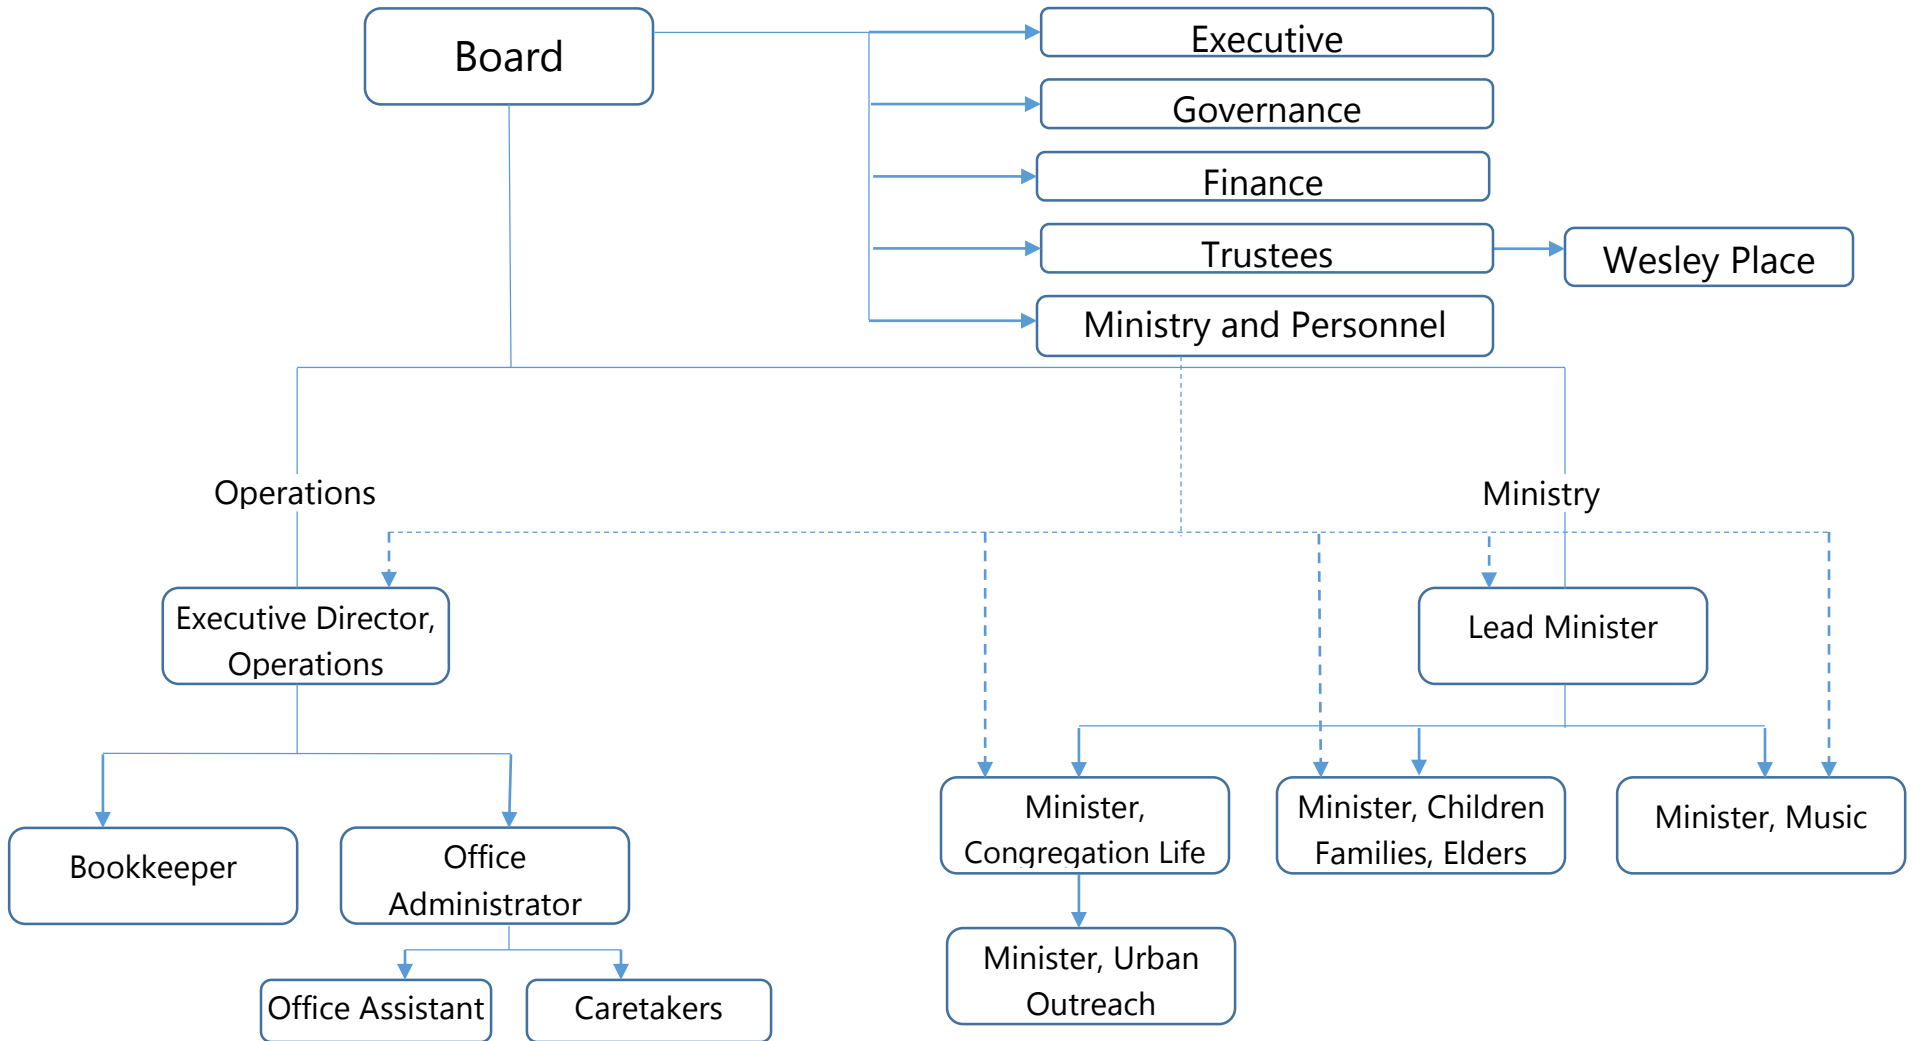 Board
Executive
Governance
Finance
Trustees
Wesley Place
Ministry and Personnel
Operations
Ministry
Executive Director,
Operations
Lead Minister
Bookkeeper
Office
Administrator
Minister,
Congregation Life
Minister, Children
Families, Elders
Minister, Music
Office Assistant
Caretakers
Minister, Urban
Outreach